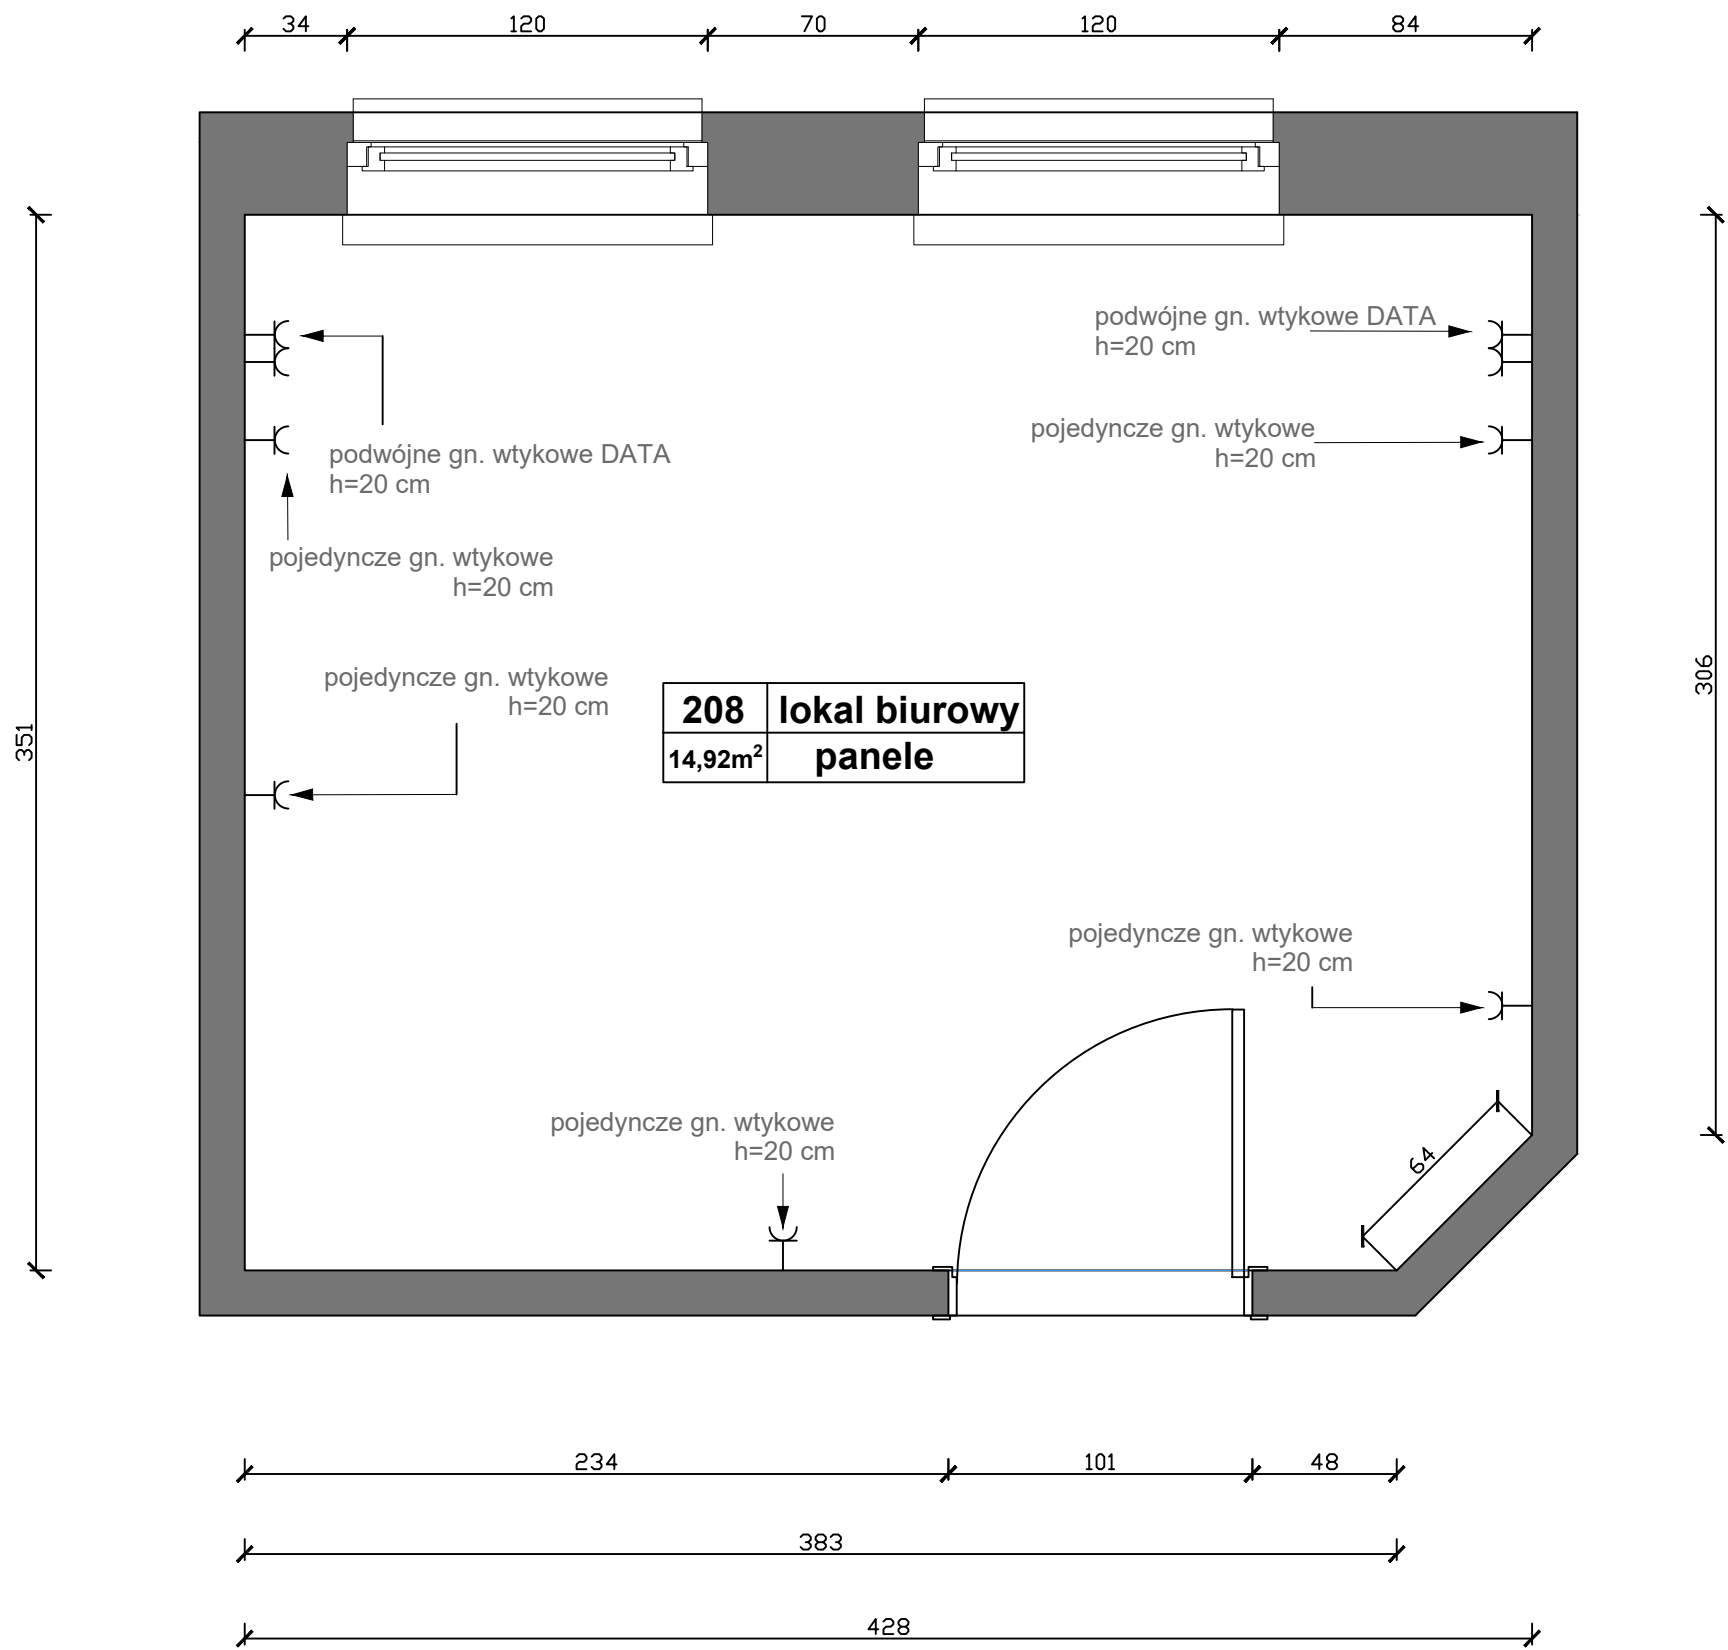 34
120
70
120
84
podwójne gn. wtykowe DATA
h=20 cm
pojedyncze gn. wtykowe
h=20 cm
podwójne gn. wtykowe DATA
h=20 cm
pojedyncze gn. wtykowe
h=20 cm
pojedyncze gn. wtykowe
h=20 cm
208 lokal biurowy
14,92m² panele
351
306
pojedyncze gn. wtykowe
h=20 cm
pojedyncze gn. wtykowe
h=20 cm
64
234
101
48
383
428